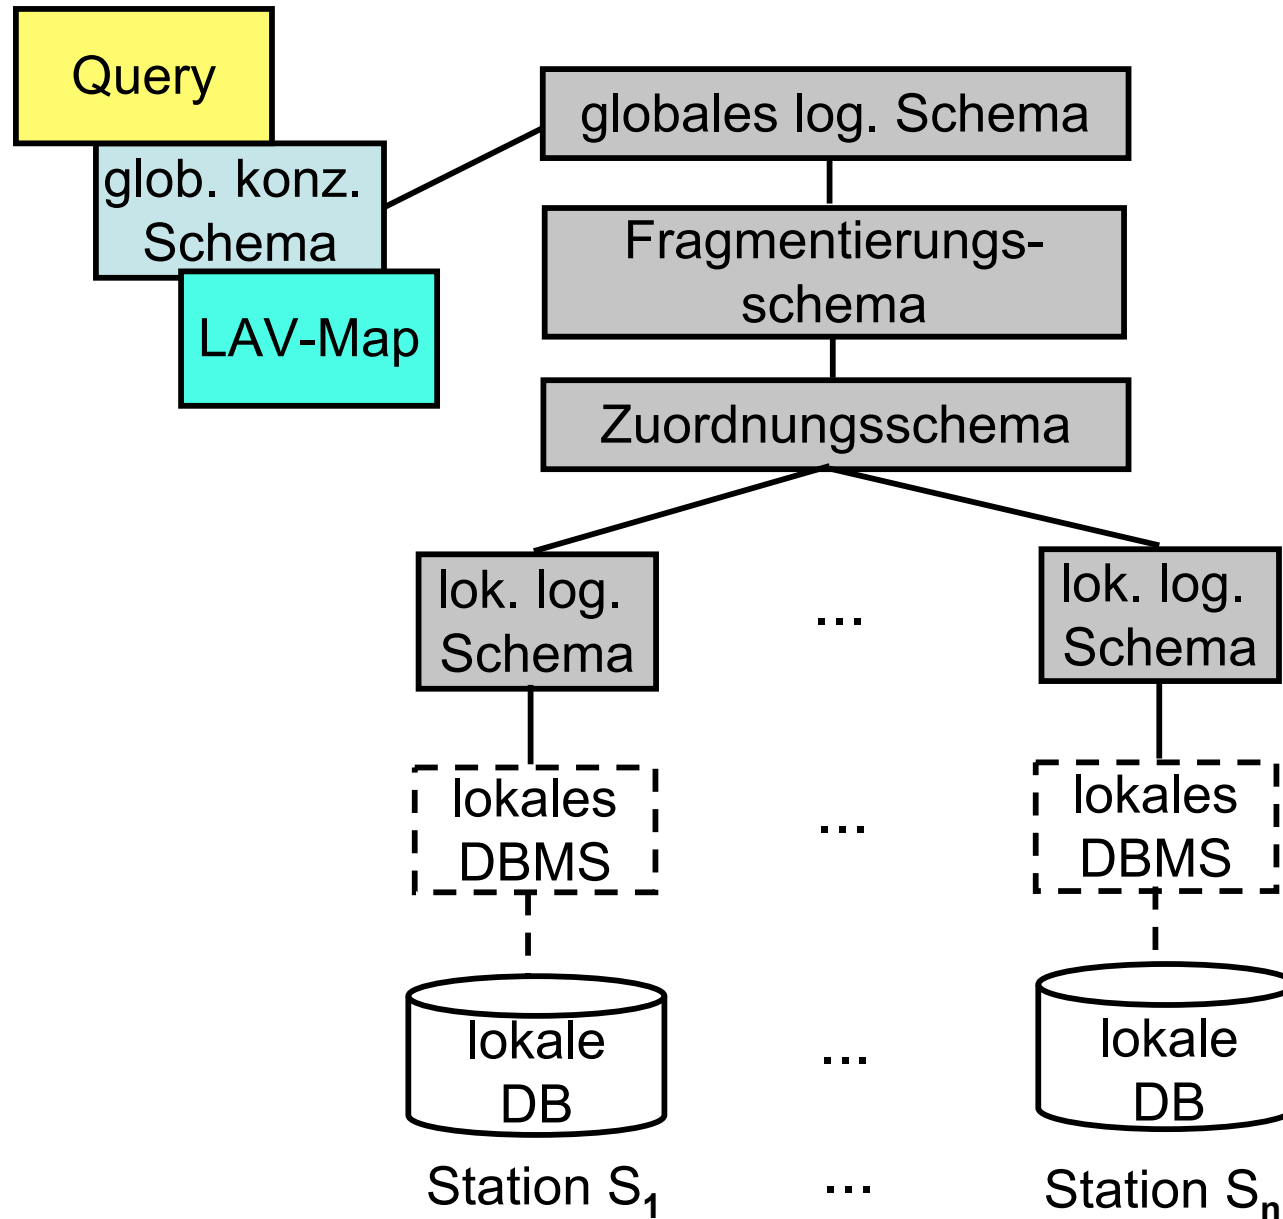 Query
glob. konz.
Schema
LAV-Map
globales log. Schema
Fragmentierungs-
schema
Zuordnungsschema
lok. log.
Schema
...
lok. log.
Schema
lokales
DBMS
...
lokales
DBMS
lokale
DB
...
lokale
DB
Station S1
...
Station Sn